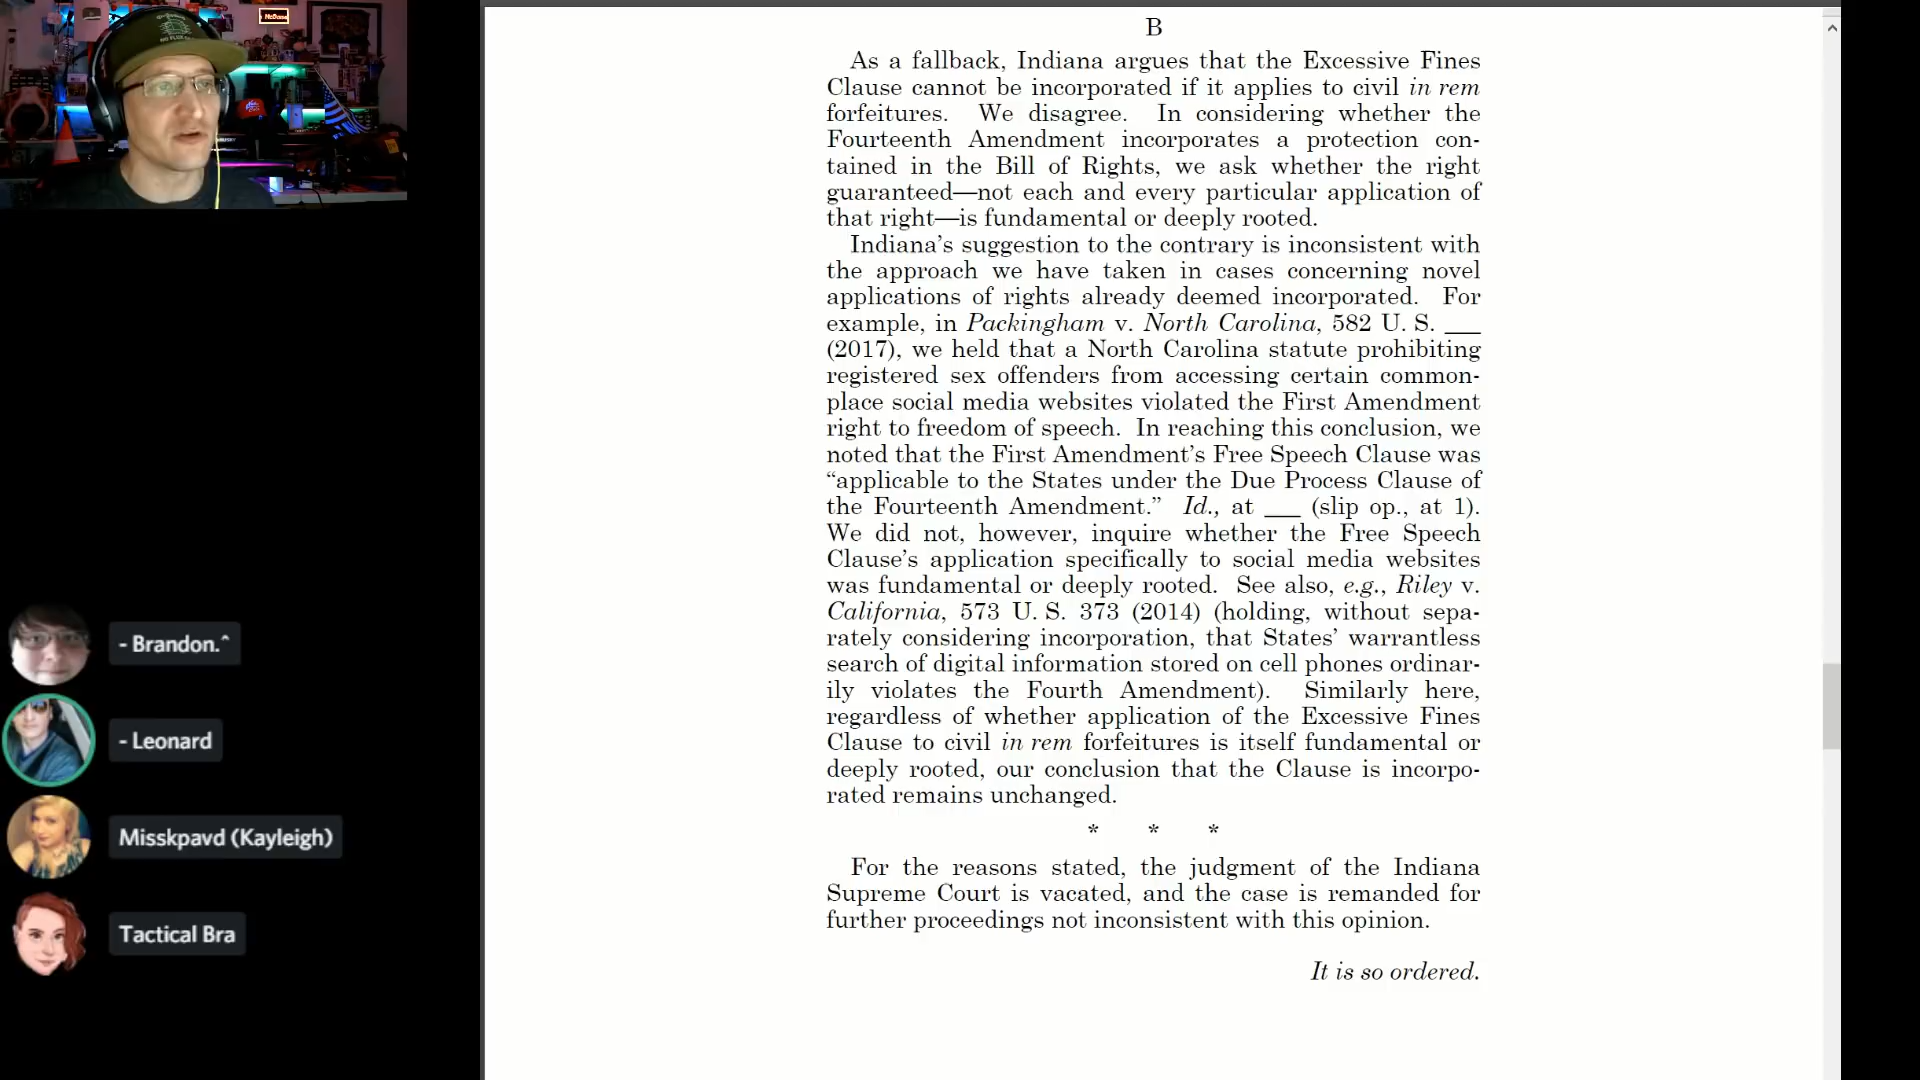 B
As a fallback, Indiana argues that the Excessive Fines
Clause cannot be incorporated if it applies to civil in rem
forfeitures. We disagree. In considering whether the
Fourteenth Amendment incorporates a protection con-
tained in the Bill of Rights, we ask whether the right
guaranteed—not each and every particular application of
that right—is fundamental or deeply rooted.
Indiana’s suggestion to the contrary is inconsistent with
the approach we have taken in cases concerning novel
applications of rights already deemed incorporated. For
example, in Packingham v. North Carolina, 582 U. S. ___
(2017), we held that a North Carolina statute prohibiting
registered sex offenders from accessing certain common-
place social media websites violated the First Amendment
right to freedom of speech. In reaching this conclusion, we
noted that the First Amendment’s Free Speech Clause was
“applicable to the States under the Due Process Clause of
the Fourteenth Amendment.” Id., at ___ (slip op., at 1).
We did not, however, inquire whether the Free Speech
Clause’s application specifically to social media websites
was fundamental or deeply rooted. See also, e.g., Riley v.
California, 573 U. S. 373 (2014) (holding, without sepa-
rately considering incorporation, that States’ warrantless
search of digital information stored on cell phones ordinar-
ily violates the Fourth Amendment). Similarly here,
regardless of whether application of the Excessive Fines
Clause to civil in rem forfeitures is itself fundamental or
deeply rooted, our conclusion that the Clause is incorpo-
rated remains unchanged.
* * *
For the reasons stated, the judgment of the Indiana
Supreme Court is vacated, and the case is remanded for
further proceedings not inconsistent with this opinion.
It is so ordered.
- Brandon.^
- Leonard
Misskpavd (Kayleigh)
Tactical Bra